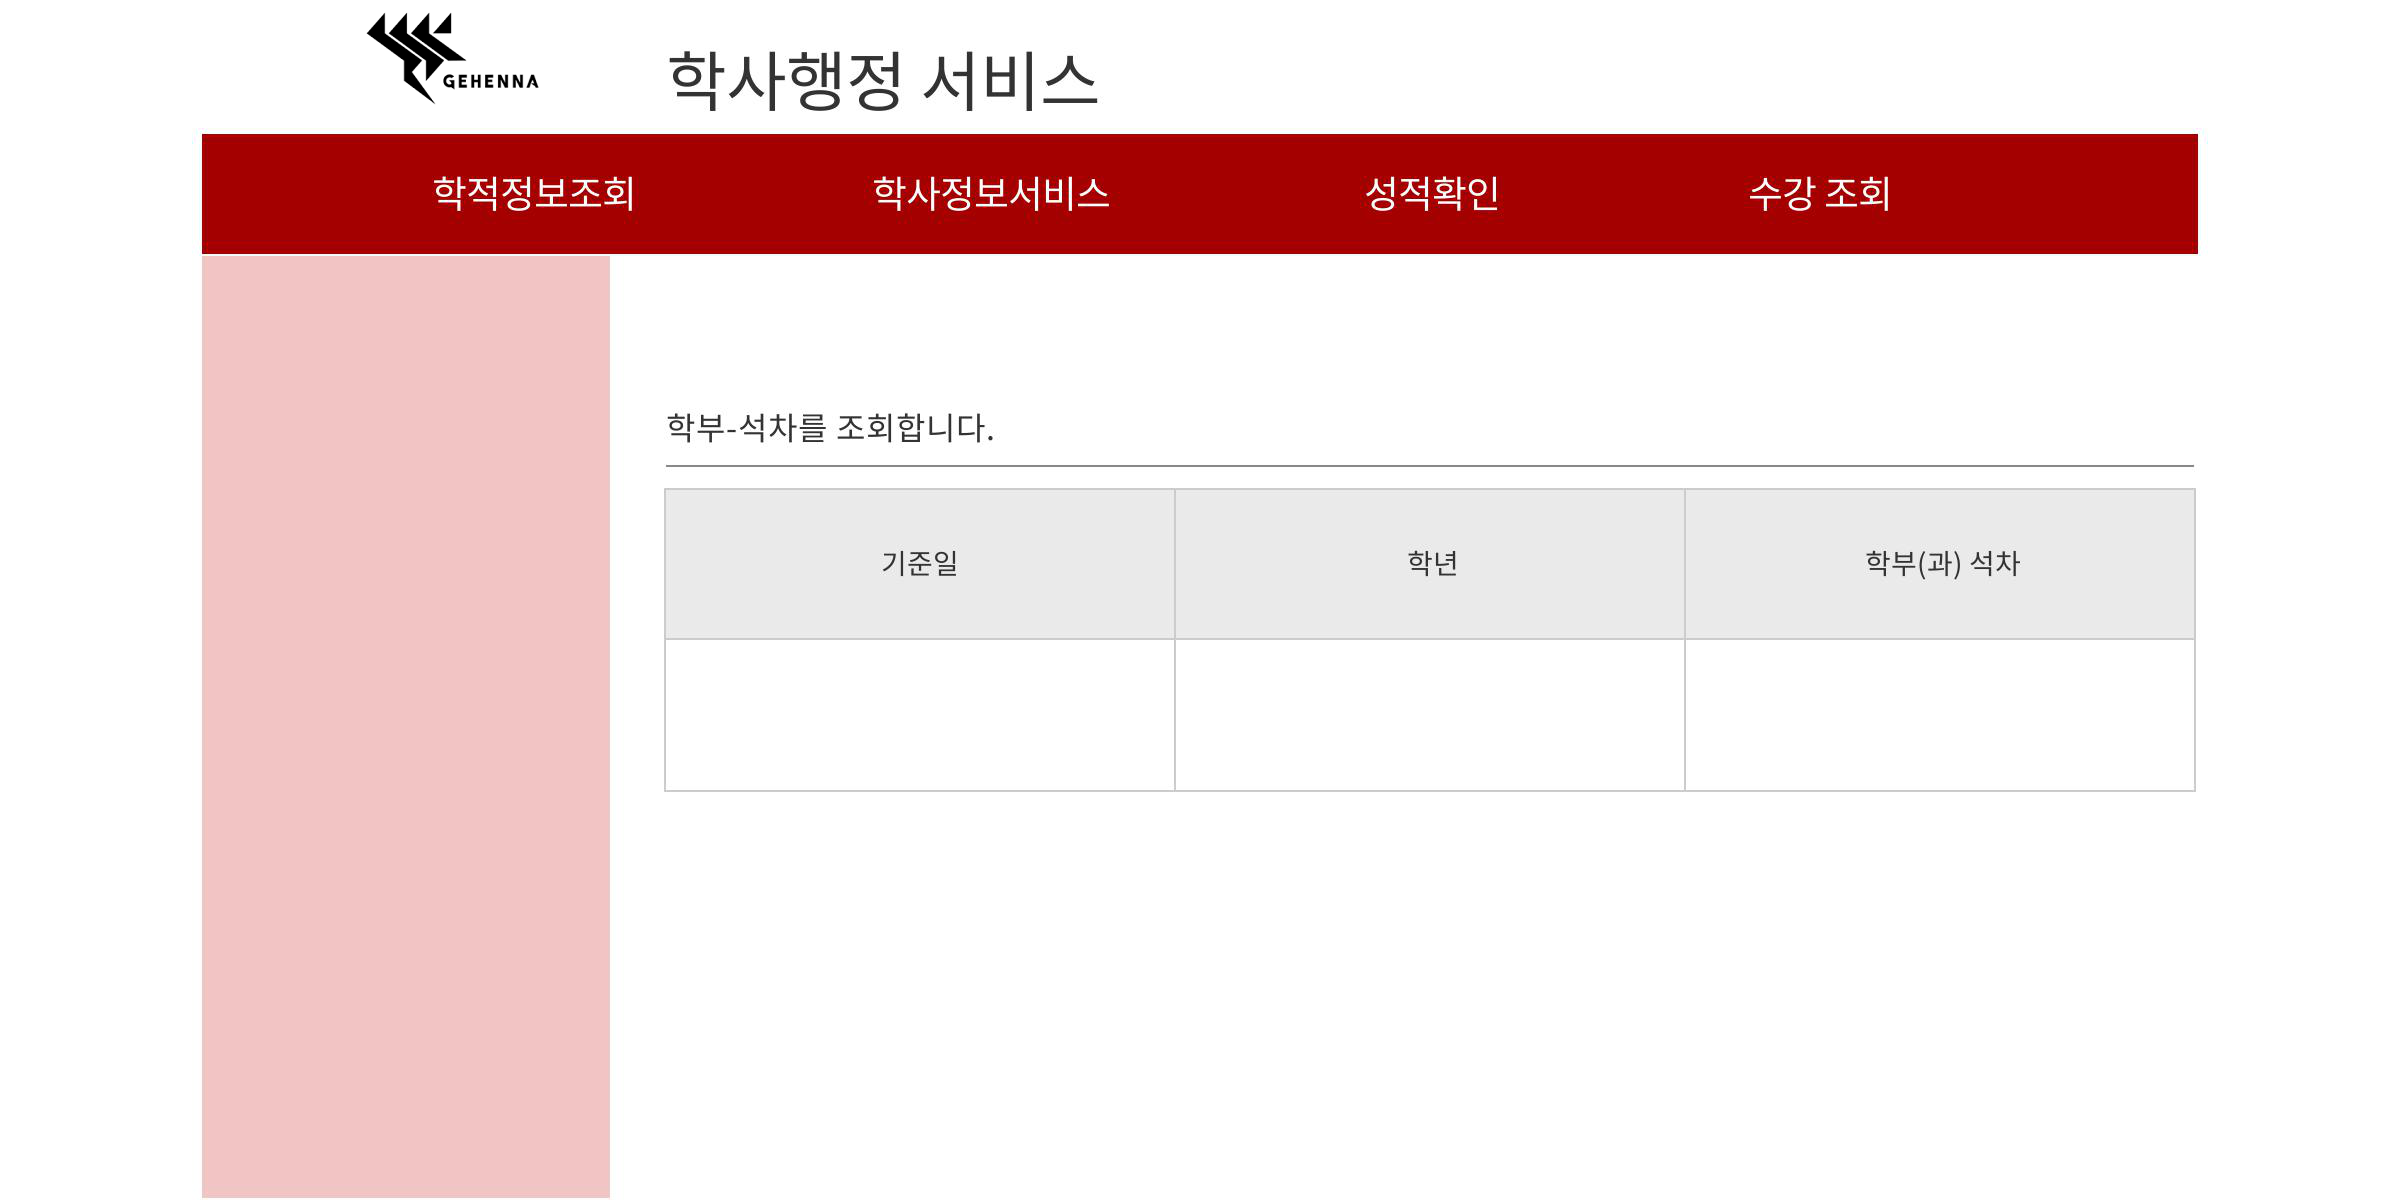 GEHENNA
학사행정 서비스
학적정보조회 학사정보서비스 성적확인 수강 조회
학부-석차를 조회합니다.
기준일 학년 학부(과) 석차